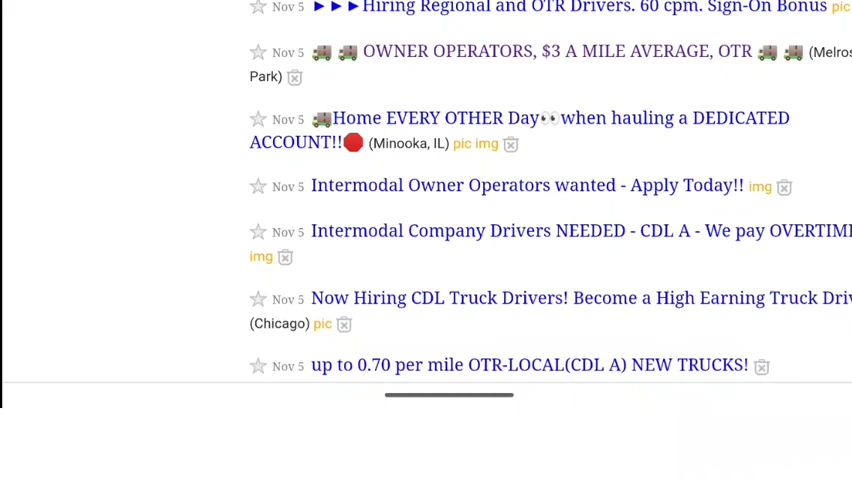 Nov 5 ►►►Hiring Regional and OTR Drivers. 60 cpm. Sign-On Bonus pic
Nov 5 🚚 🚚 OWNER OPERATORS, $3 A MILE AVERAGE, OTR 🚚 🚚 (Melros
Park)
Nov 5 🚚Home EVERY OTHER Day👀when hauling a DEDICATED
ACCOUNT!!🛑 (Minooka, IL) pic img
Nov 5 Intermodal Owner Operators wanted - Apply Today!! img
Nov 5 Intermodal Company Drivers NEEDED - CDL A - We pay OVERTIM
img
Nov 5 Now Hiring CDL Truck Drivers! Become a High Earning Truck Driv
(Chicago) pic
Nov 5 up to 0.70 per mile OTR-LOCAL(CDL A) NEW TRUCKS!